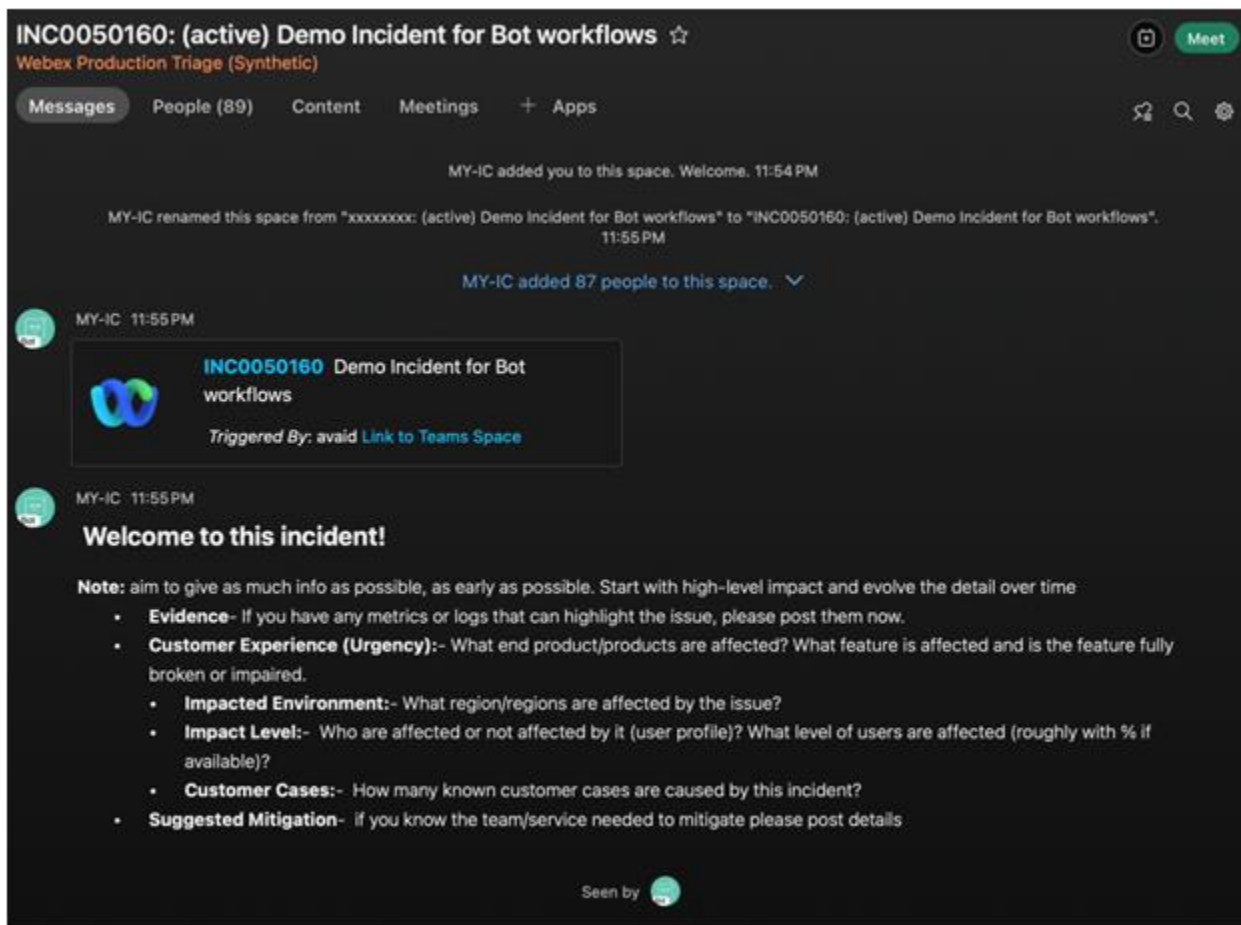 INC0050160: (active) Demo Incident for Bot workflows
Webex Production Triage (Synthetic)
Meet
Messages People (89) Content Meetings + Apps
MY-IC added you to this space. Welcome. 11:54 PM
MY-IC renamed this space from "xxxxxxxx: (active) Demo Incident for Bot workflows" to "INC0050160: (active) Demo Incident for Bot workflows".
11:55 PM
MY-IC added 87 people to this space.
MY-IC 11:55 PM
Bot
INC0050160 Demo Incident for Bot
workflows
Triggered By: avaid Link to Teams Space
MY-IC 11:55 PM
Bot
Welcome to this incident!
Note: aim to give as much info as possible, as early as possible. Start with high-level impact and evolve the detail over time
• Evidence- If you have any metrics or logs that can highlight the issue, please post them now.
• Customer Experience (Urgency):- What end product/products are affected? What feature is affected and is the feature fully
broken or impaired.
• Impacted Environment:- What region/regions are affected by the issue?
• Impact Level:- Who are affected or not affected by it (user profile)? What level of users are affected (roughly with % if
available)?
• Customer Cases:- How many known customer cases are caused by this incident?
• Suggested Mitigation- if you know the team/service needed to mitigate please post details
Seen by
Bot